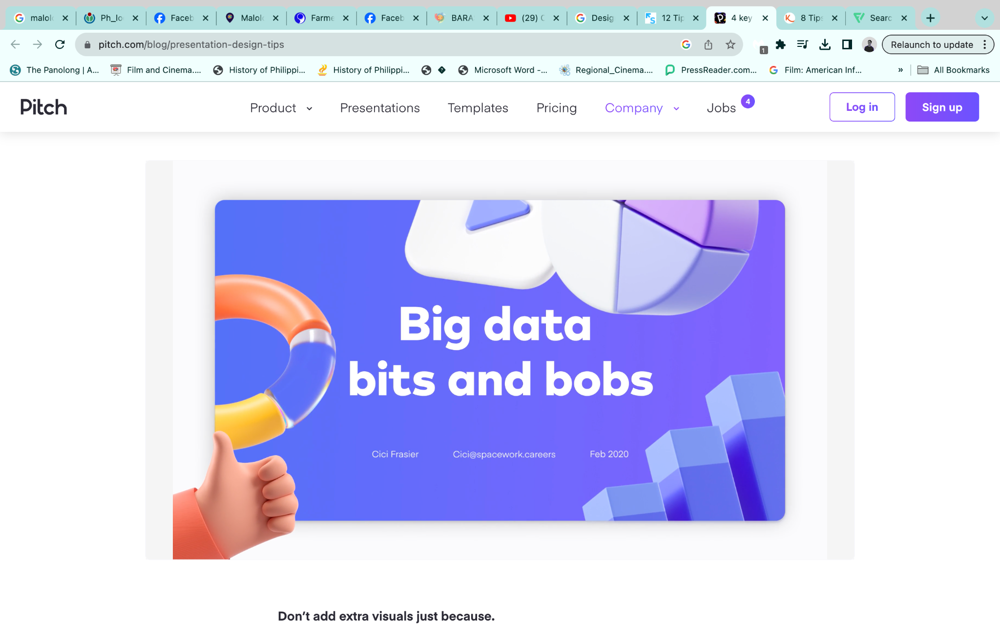 malol
Ph_lo
Faceb
Malol
Farme
Faceb
BARA
(29) C
Desig
12 Tip
4 key
8 Tips
Searc
pitch.com/blog/presentation-design-tips
1
Relaunch to update
The Panolong | A...
Film and Cinema....
History of Philippi...
History of Philippi...
Microsoft Word -...
Regional_Cinema....
PressReader.com...
Film: American Inf...
»
All Bookmarks
Pitch
Product
Presentations
Templates
Pricing
Company
Jobs
4
Log in
Sign up
Big data
bits and bobs
Cici Frasier
Cici@spacework.careers
Feb 2020
Don’t add extra visuals just because.